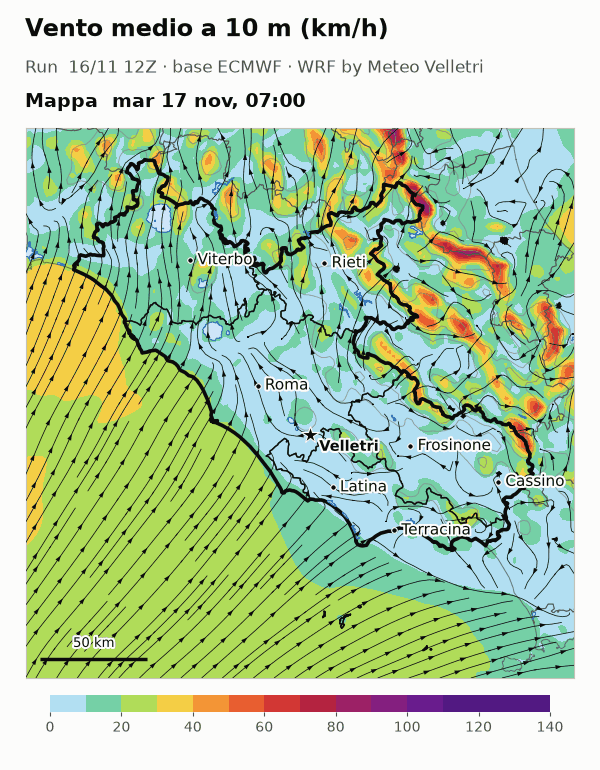 Vento medio a 10 m (km/h)
Run  16/11 12Z · base ECMWF · WRF by Meteo Velletri
Mappa  mar 17 nov, 07:00
Viterbo
Rieti
Roma
Velletri
Frosinone
Cassino
Latina
Terracina
50 km
0 20 40 60 80 100 120 140